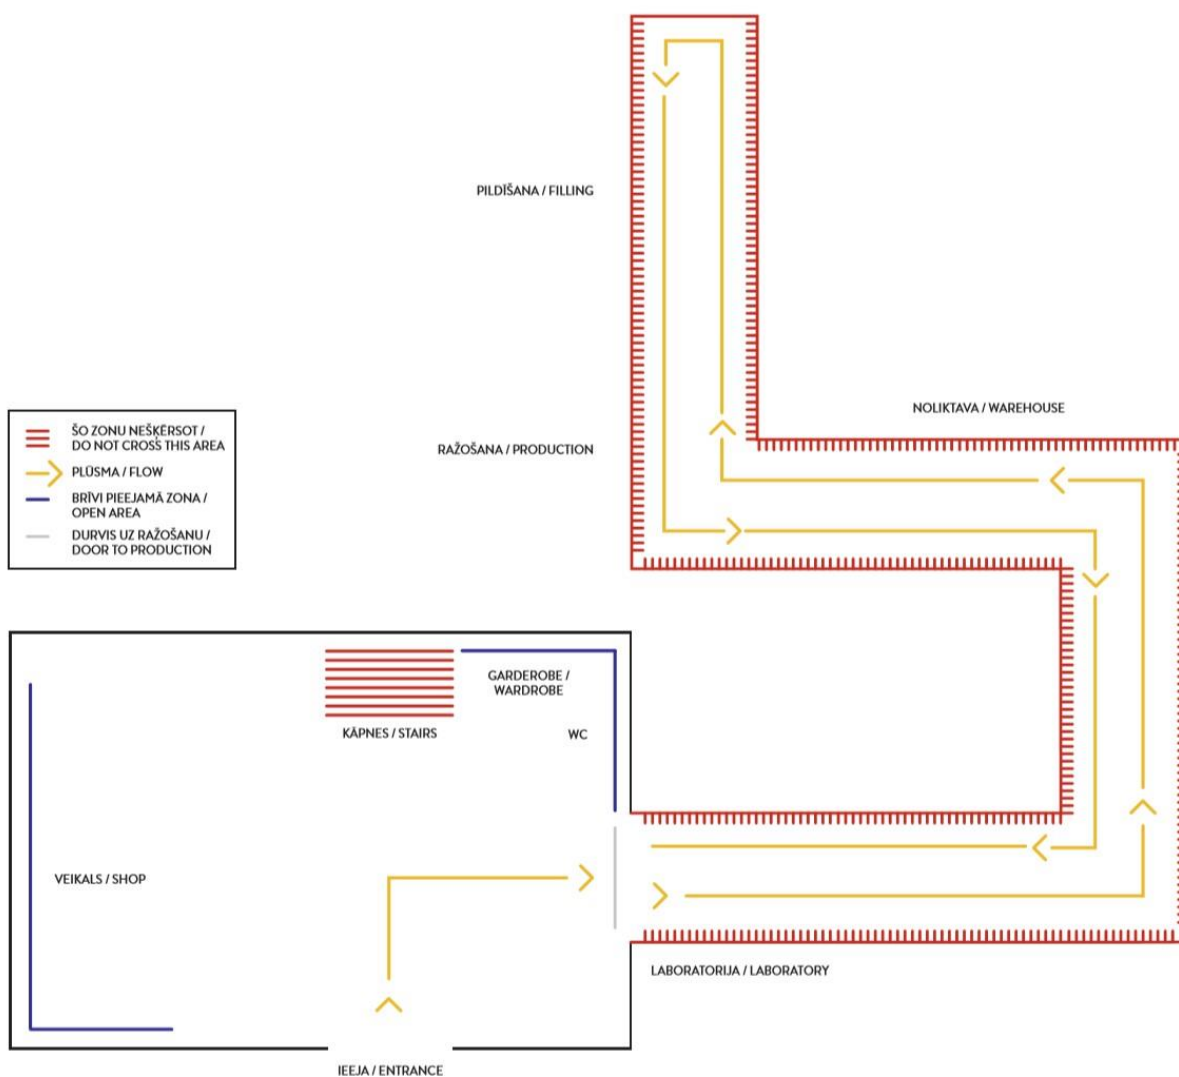 PILDĪŠANA / FILLING
NOLIKTAVA / WAREHOUSE
RAŽOŠANA / PRODUCTION
ŠO ZONU NEŠĶĒRSOT /
DO NOT CROSS THIS AREA
PLŪSMA / FLOW
BRĪVI PIEEJAMĀ ZONA /
OPEN AREA
DURVIS UZ RAŽOŠANU /
DOOR TO PRODUCTION
GARDEROBE /
WARDROBE
KĀPNES / STAIRS
WC
VEIKALS / SHOP
LABORATORIJA / LABORATORY
IEEJA / ENTRANCE